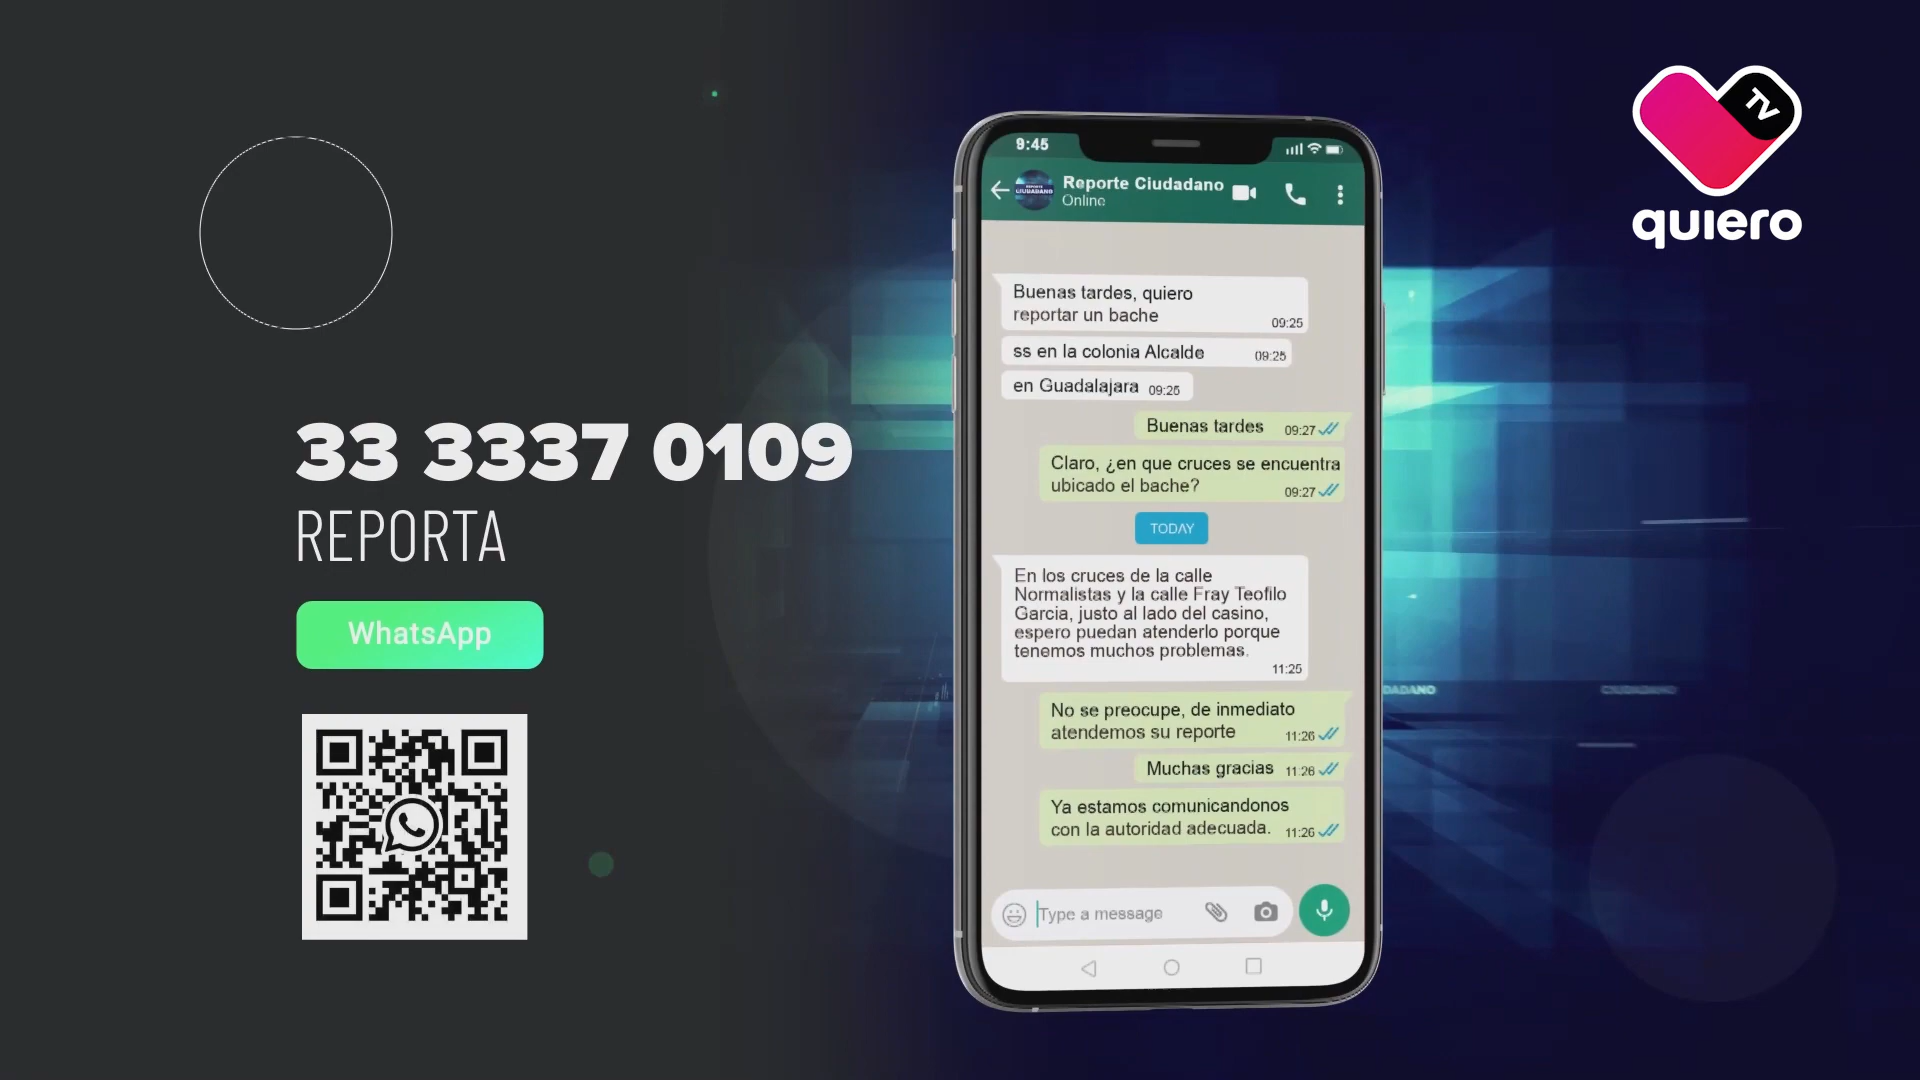 TV
quiero
33 3337 0109
REPORTA
WhatsApp
9:45
REPORTE
CIUDADANO
Reporte Ciudadano
Online
Buenas tardes, quiero
reportar un bache
09:25
ss en la colonia Alcalde 09:25
en Guadalajara 09:25
Buenas tardes 09:27
Claro, ¿en que cruces se encuentra
ubicado el bache?
09:27
TODAY
En los cruces de la calle
Normalistas y la calle Fray Teofilo
Garcia, justo al lado del casino,
espero puedan atenderlo porque
tenemos muchos problemas.
11:25
No se preocupe, de inmediato
atendemos su reporte
11:26
Muchas gracias 11:26
Ya estamos comunicandonos
con la autoridad adecuada.
11:26
Type a message
DADANO
CIUDADANO